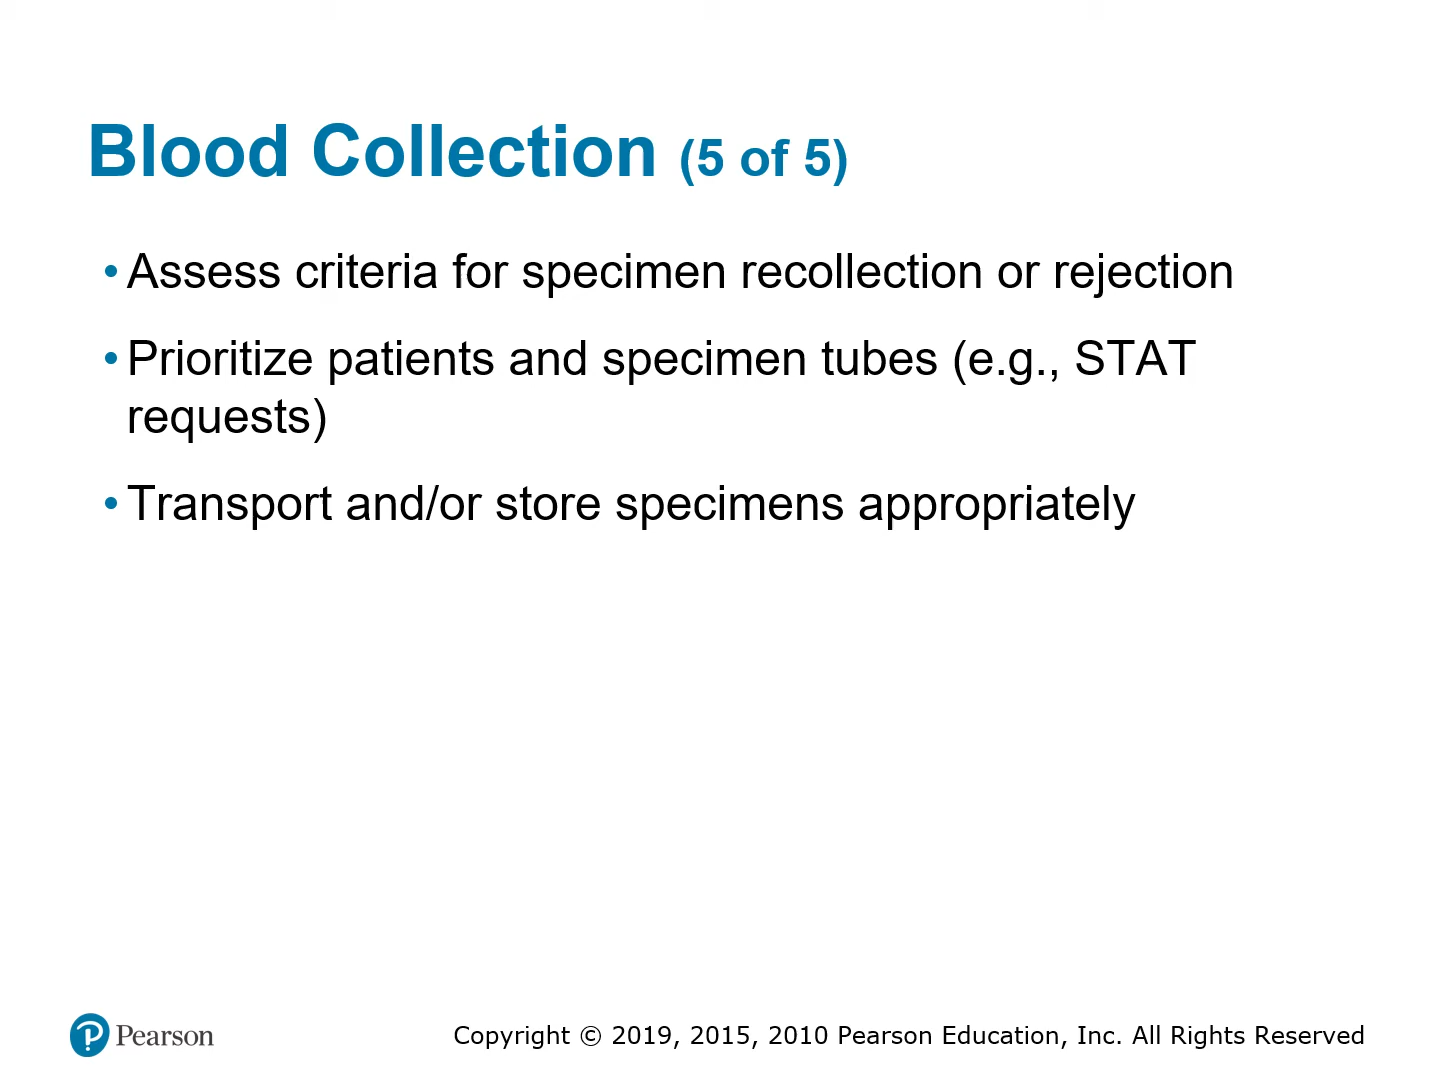 Blood Collection (5 of 5)
• Assess criteria for specimen recollection or rejection
• Prioritize patients and specimen tubes (e.g., STAT
requests)
• Transport and/or store specimens appropriately
Pearson
Copyright © 2019, 2015, 2010 Pearson Education, Inc. All Rights Reserved